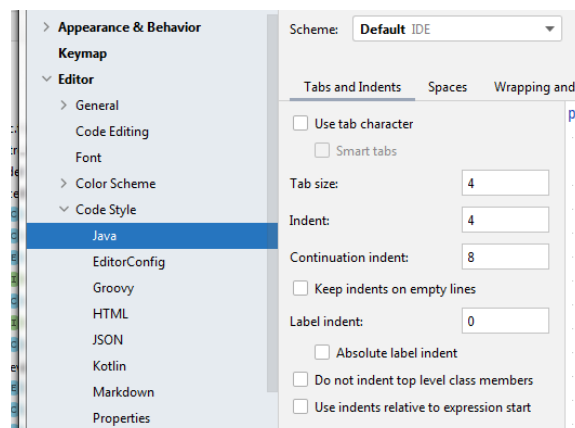 Appearance & Behavior
Keymap
Editor
General
Code Editing
Font
Color Scheme
Code Style
Java
EditorConfig
Groovy
HTML
JSON
Kotlin
Markdown
Properties
Scheme: Default IDE
Tabs and Indents Spaces Wrapping and
Use tab character
Smart tabs
Tab size: 4
Indent: 4
Continuation indent: 8
Keep indents on empty lines
Label indent: 0
Absolute label indent
Do not indent top level class members
Use indents relative to expression start